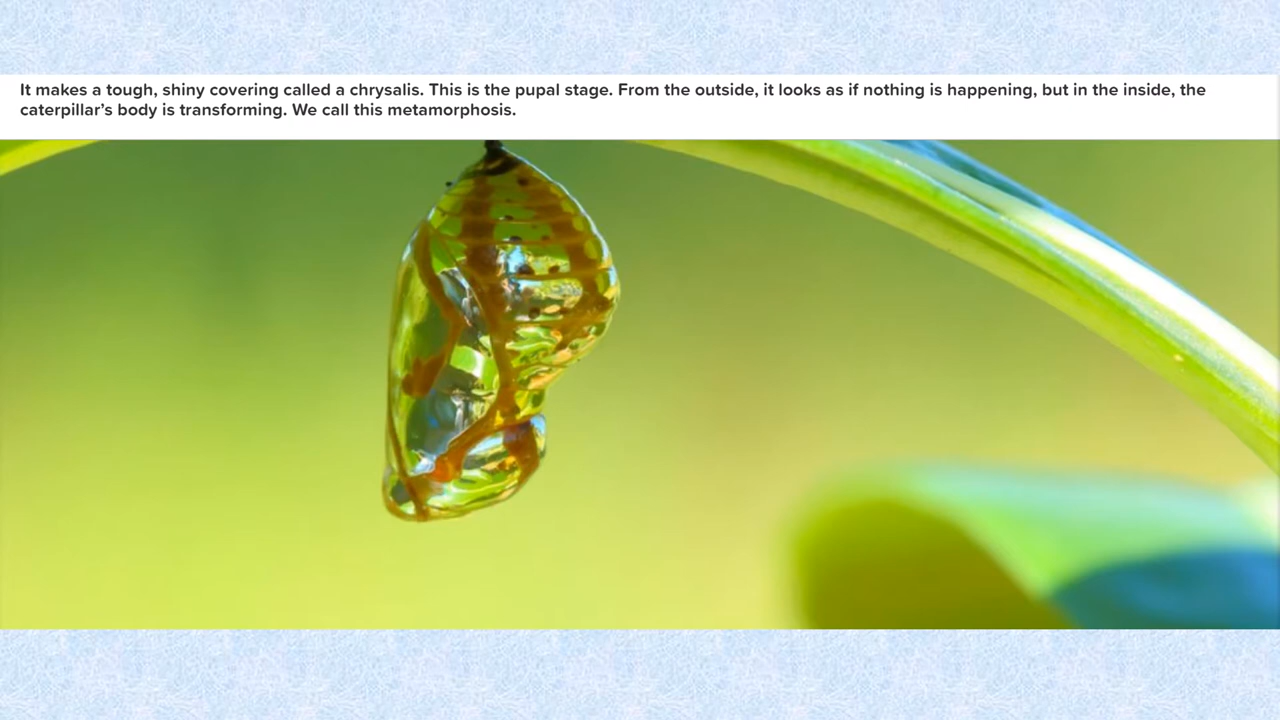 It makes a tough, shiny covering called a chrysalis. This is the pupal stage. From the outside, it looks as if nothing is happening, but in the inside, the
caterpillar’s body is transforming. We call this metamorphosis.